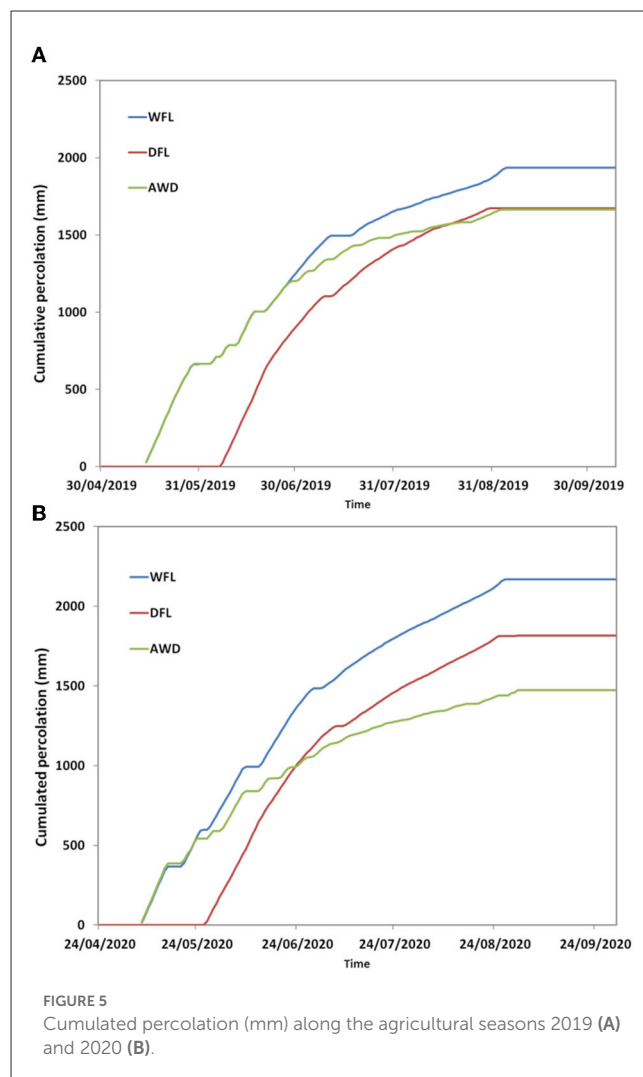 A
2500
WFL
2000
DFL
AWD
1500
1000
500
0
Cumulative percolation (mm)
30/04/2019 31/05/2019 30/06/2019 31/07/2019 31/08/2019 30/09/2019
Time
B
2500
WFL
2000
DFL
AWD
1500
1000
500
0
Cumulated percolation (mm)
24/04/2020 24/05/2020 24/06/2020 24/07/2020 24/08/2020 24/09/2020
Time
FIGURE 5
Cumulated percolation (mm) along the agricultural seasons 2019 (A)
and 2020 (B).